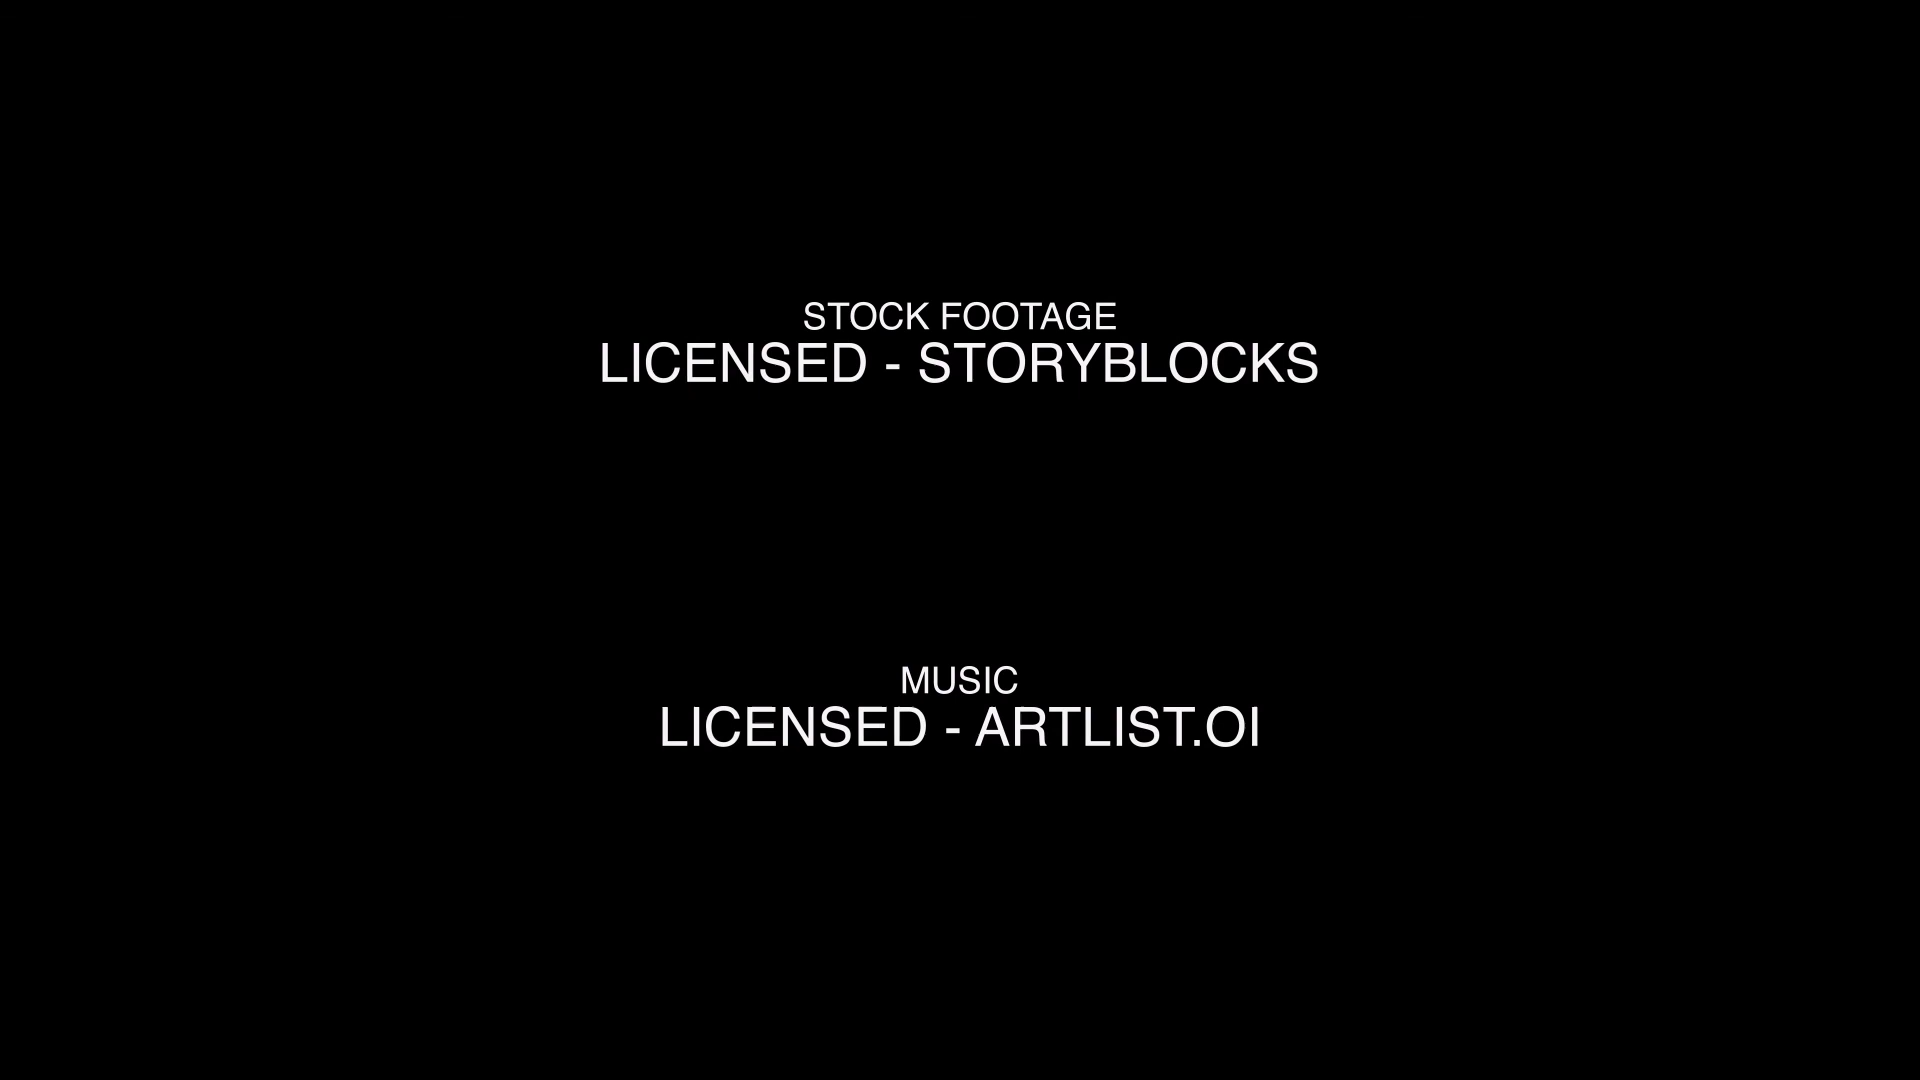 STOCK FOOTAGE
LICENSED - STORYBLOCKS
MUSIC
LICENSED - ARTLIST.OI